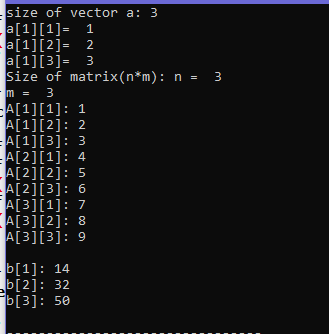 size of vector a: 3
a[1][1]=  1
a[1][2]=  2
a[1][3]=  3
Size of matrix(n*m): n =  3
m =  3
A[1][1]: 1
A[1][2]: 2
A[1][3]: 3
A[2][1]: 4
A[2][2]: 5
A[2][3]: 6
A[3][1]: 7
A[3][2]: 8
A[3][3]: 9

b[1]: 14
b[2]: 32
b[3]: 50

--------------------------------